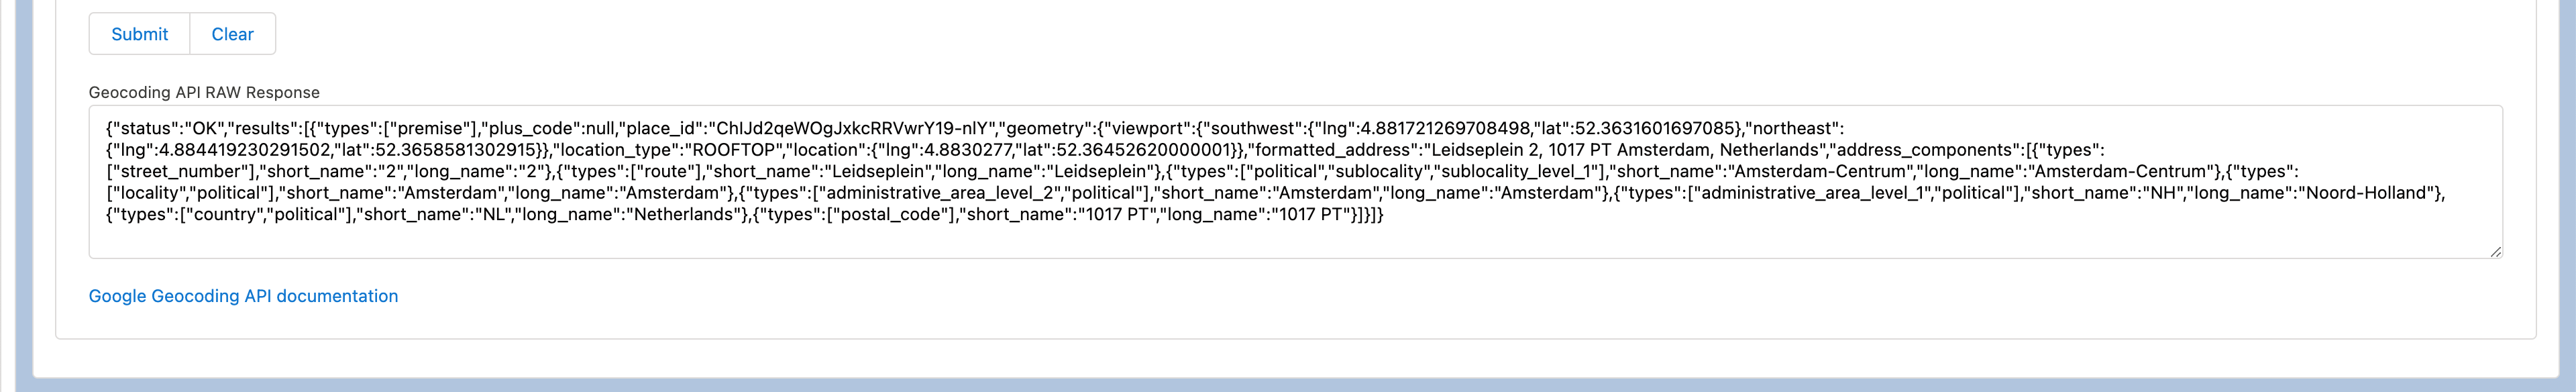 Submit Clear
Geocoding API RAW Response
{"status":"OK","results":[{"types":["premise"],"plus_code":null,"place_id":"ChIJd2qeWOgJxkcRRVwrY19-nlY","geometry":{"viewport":{"southwest":{"lng":4.881721269708498,"lat":52.3631601697085},"northeast":
{"lng":4.884419230291502,"lat":52.3658581302915}},"location_type":"ROOFTOP","location":{"lng":4.8830277,"lat":52.36452620000001}},"formatted_address":"Leidseplein 2, 1017 PT Amsterdam, Netherlands","address_components":[{"types":
["street_number"],"short_name":"2","long_name":"2"},{"types":["route"],"short_name":"Leidseplein","long_name":"Leidseplein"},{"types":["political","sublocality","sublocality_level_1"],"short_name":"Amsterdam-Centrum","long_name":"Amsterdam-Centrum"},{"types":
["locality","political"],"short_name":"Amsterdam","long_name":"Amsterdam"},{"types":["administrative_area_level_2","political"],"short_name":"Amsterdam","long_name":"Amsterdam"},{"types":["administrative_area_level_1","political"],"short_name":"NH","long_name":"Noord-Holland"},
{"types":["country","political"],"short_name":"NL","long_name":"Netherlands"},{"types":["postal_code"],"short_name":"1017 PT","long_name":"1017 PT"}]}]}
Google Geocoding API documentation